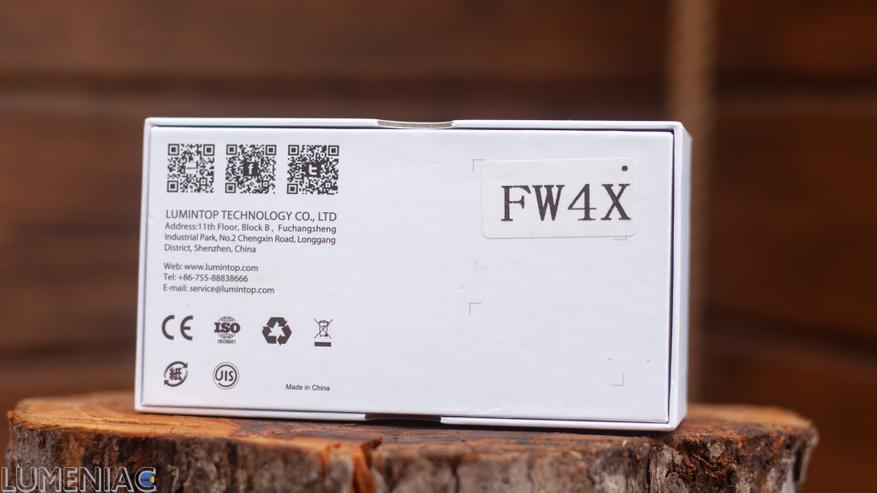 FW4X
LUMINTOP TECHNOLOGY CO., LTD
Address:11th Floor, Block B , Fuchangsheng
Industrial Park, No.2 Chengxin Road, Longgang
District, Shenzhen, China
Web: www.lumintop.com
Tel: +86-755-88838666
E-mail: service@lumintop.com
CE
ISO
ISO9001
紙
JIS
Made in China
LUMENIAC